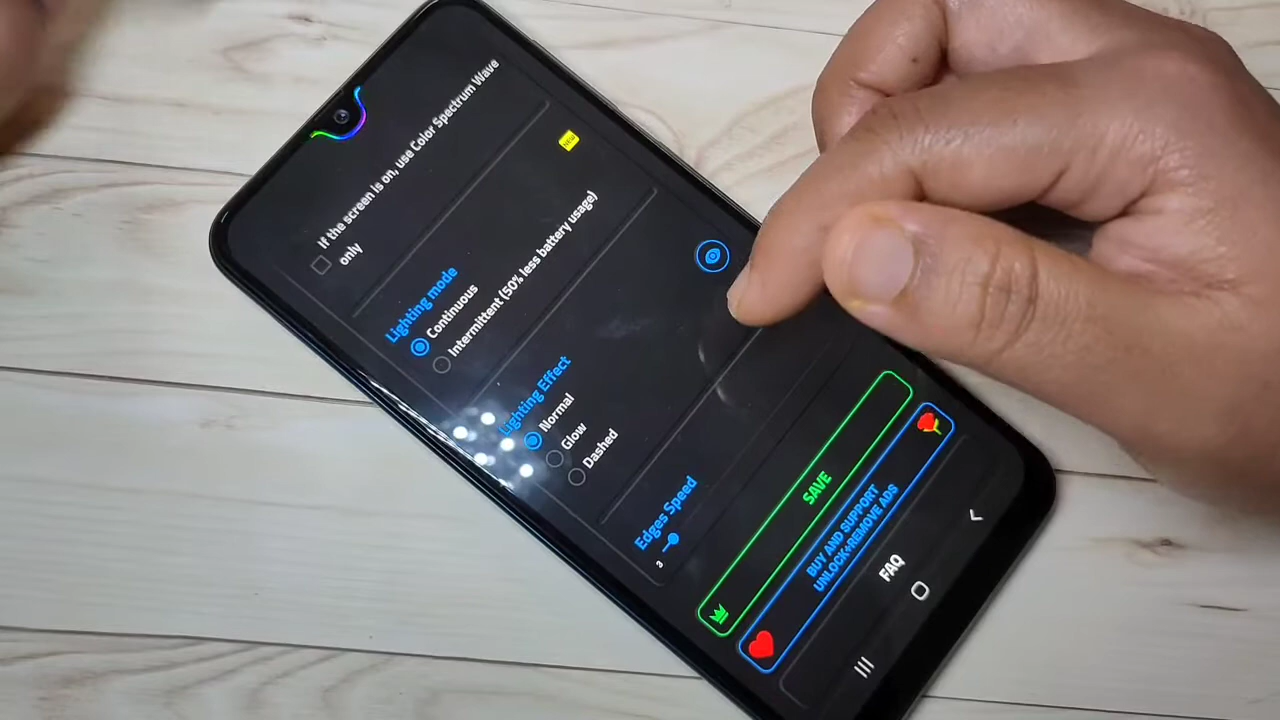 If the screen is on, use Color Spectrum Wave
only
NEW
Lighting mode
Continuous
Intermittent (50% less battery usage)
Lighting Effect
Normal
Glow
Dashed
Edges Speed
3
SAVE
BUY AND SUPPORT
UNLOCK+REMOVE ADS
FAQ